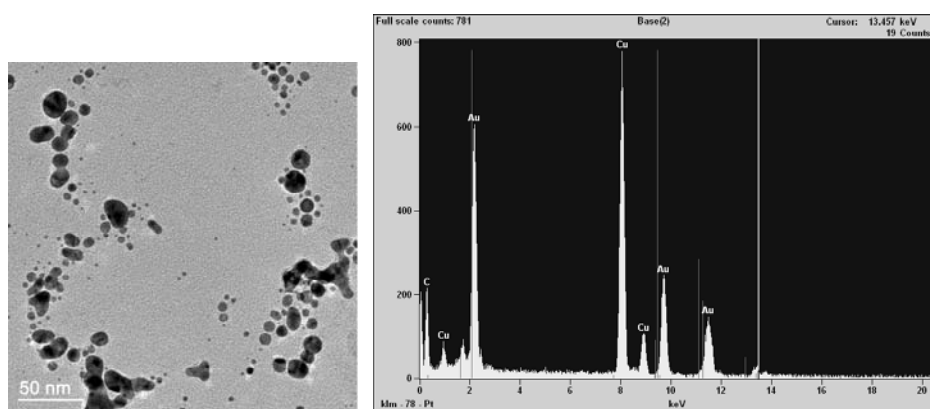 50 nm
Full scale counts: 781
Base(2)
Cursor: 13.457 keV
19 Counts
800
600
400
200
0
C
Cu
Au
Cu
Cu
Au
Au
0
2
4
6
8
10
12
14
16
18
20
klm - 78 - Pt
keV